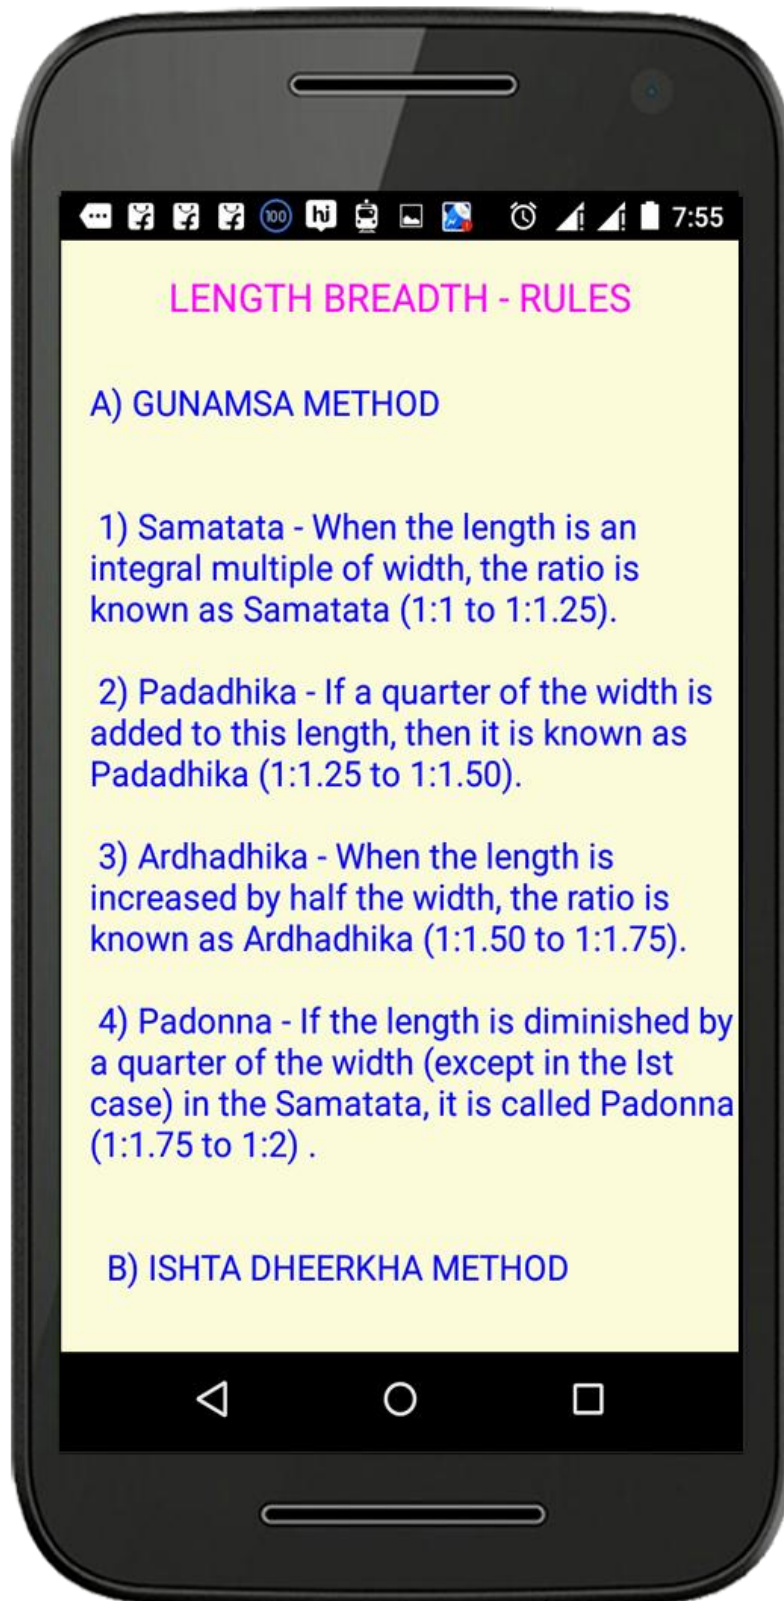 100 hi 7:55
LENGTH BREADTH - RULES
A) GUNAMSA METHOD
1) Samatata - When the length is an
integral multiple of width, the ratio is
known as Samatata (1:1 to 1:1.25).
2) Padadhika - If a quarter of the width is
added to this length, then it is known as
Padadhika (1:1.25 to 1:1.50).
3) Ardhadhika - When the length is
increased by half the width, the ratio is
known as Ardhadhika (1:1.50 to 1:1.75).
4) Padonna - If the length is diminished by
a quarter of the width (except in the Ist
case) in the Samatata, it is called Padonna
(1:1.75 to 1:2) .
B) ISHTA DHEERKHA METHOD